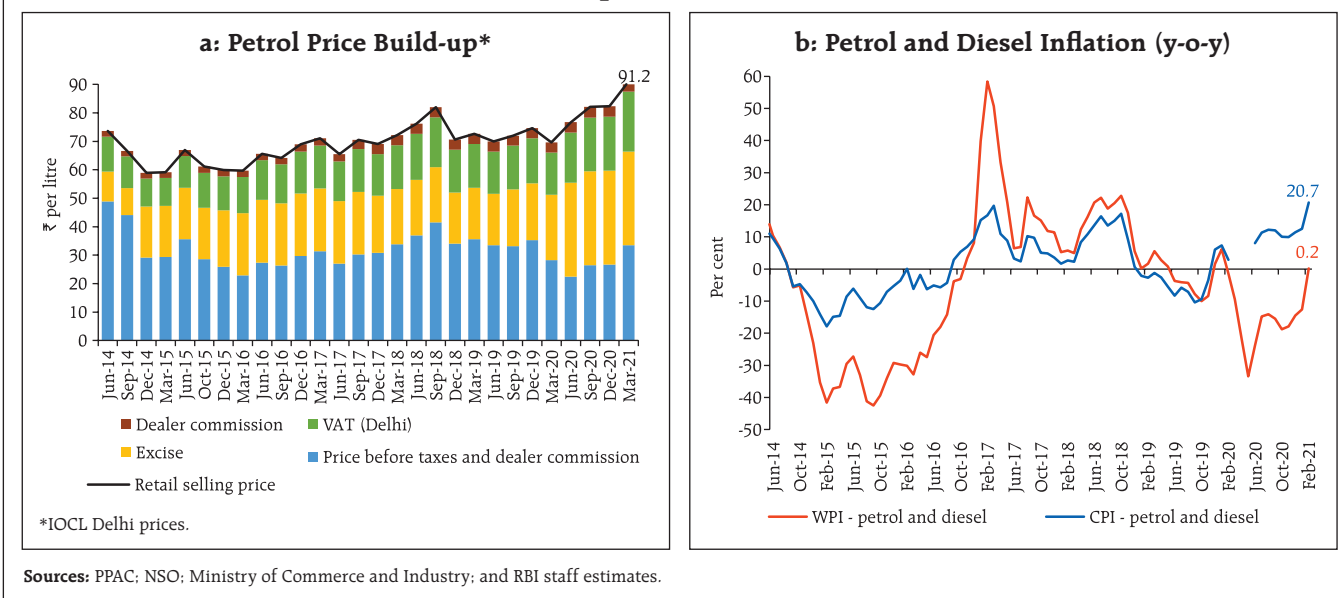 a: Petrol Price Build-up*
91.2
90
80
70
60
50
40
30
20
10
0
₹ per litre
Jun-14
Sep-14
Dec-14
Mar-15
Jun-15
Oct-15
Dec-15
Mar-16
Jun-16
Sep-16
Dec-16
Mar-17
Jun-17
Sep-17
Dec-17
Mar-18
Jun-18
Sep-18
Dec-18
Mar-19
Jun-19
Sep-19
Dec-19
Mar-20
Jun-20
Sep-20
Dec-20
Mar-21
Dealer commission
VAT (Delhi)
Excise
Price before taxes and dealer commission
Retail selling price
*IOCL Delhi prices.
b: Petrol and Diesel Inflation (y-o-y)
60
50
40
30
20
10
0
-10
-20
-30
-40
-50
Per cent
20.7
0.2
Jun-14
Oct-14
Feb-15
Jun-15
Oct-15
Feb-16
Jun-16
Oct-16
Feb-17
Jun-17
Oct-17
Feb-18
Jun-18
Oct-18
Feb-19
Jun-19
Oct-19
Feb-20
Jun-20
Oct-20
Feb-21
WPI - petrol and diesel
CPI - petrol and diesel
Sources: PPAC; NSO; Ministry of Commerce and Industry; and RBI staff estimates.